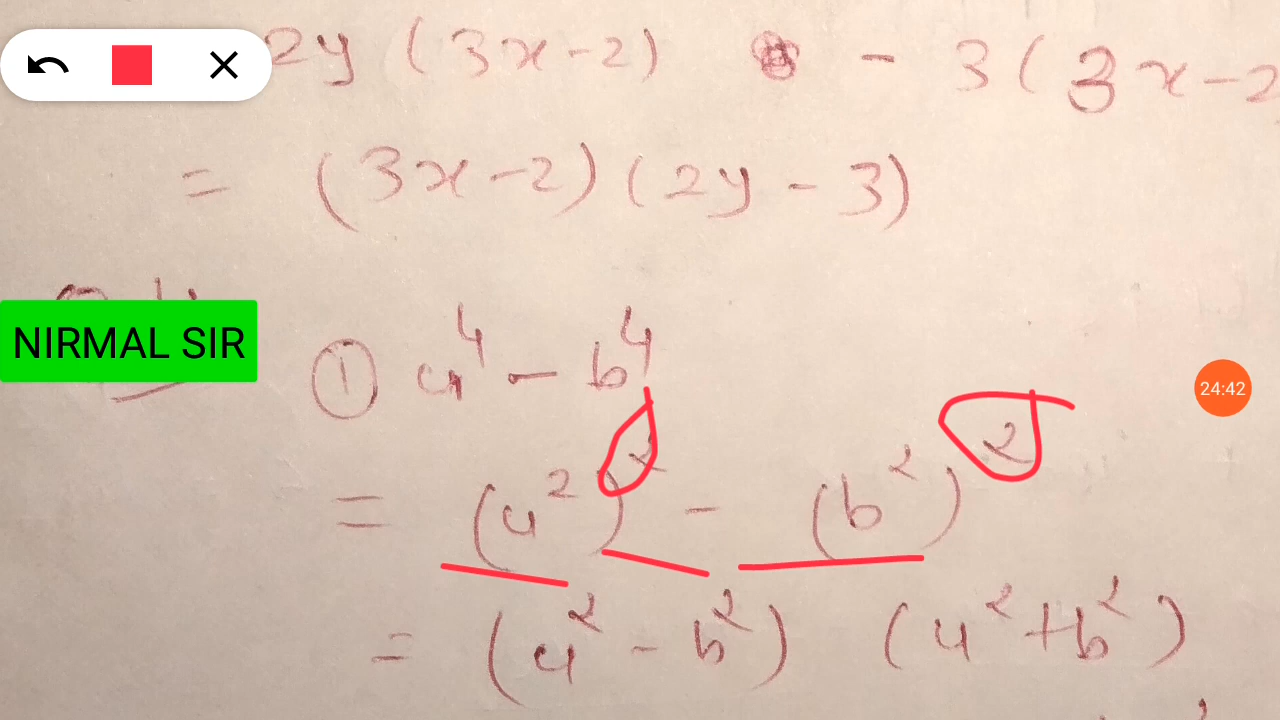 2y (3x-2) - 3(3x-2
= (3x-2)(2y-3)
NIRMAL SIR
① a⁴ - b⁴
24:42
= (a²)² - (b²)²
= (a² - b²) (a² + b²)